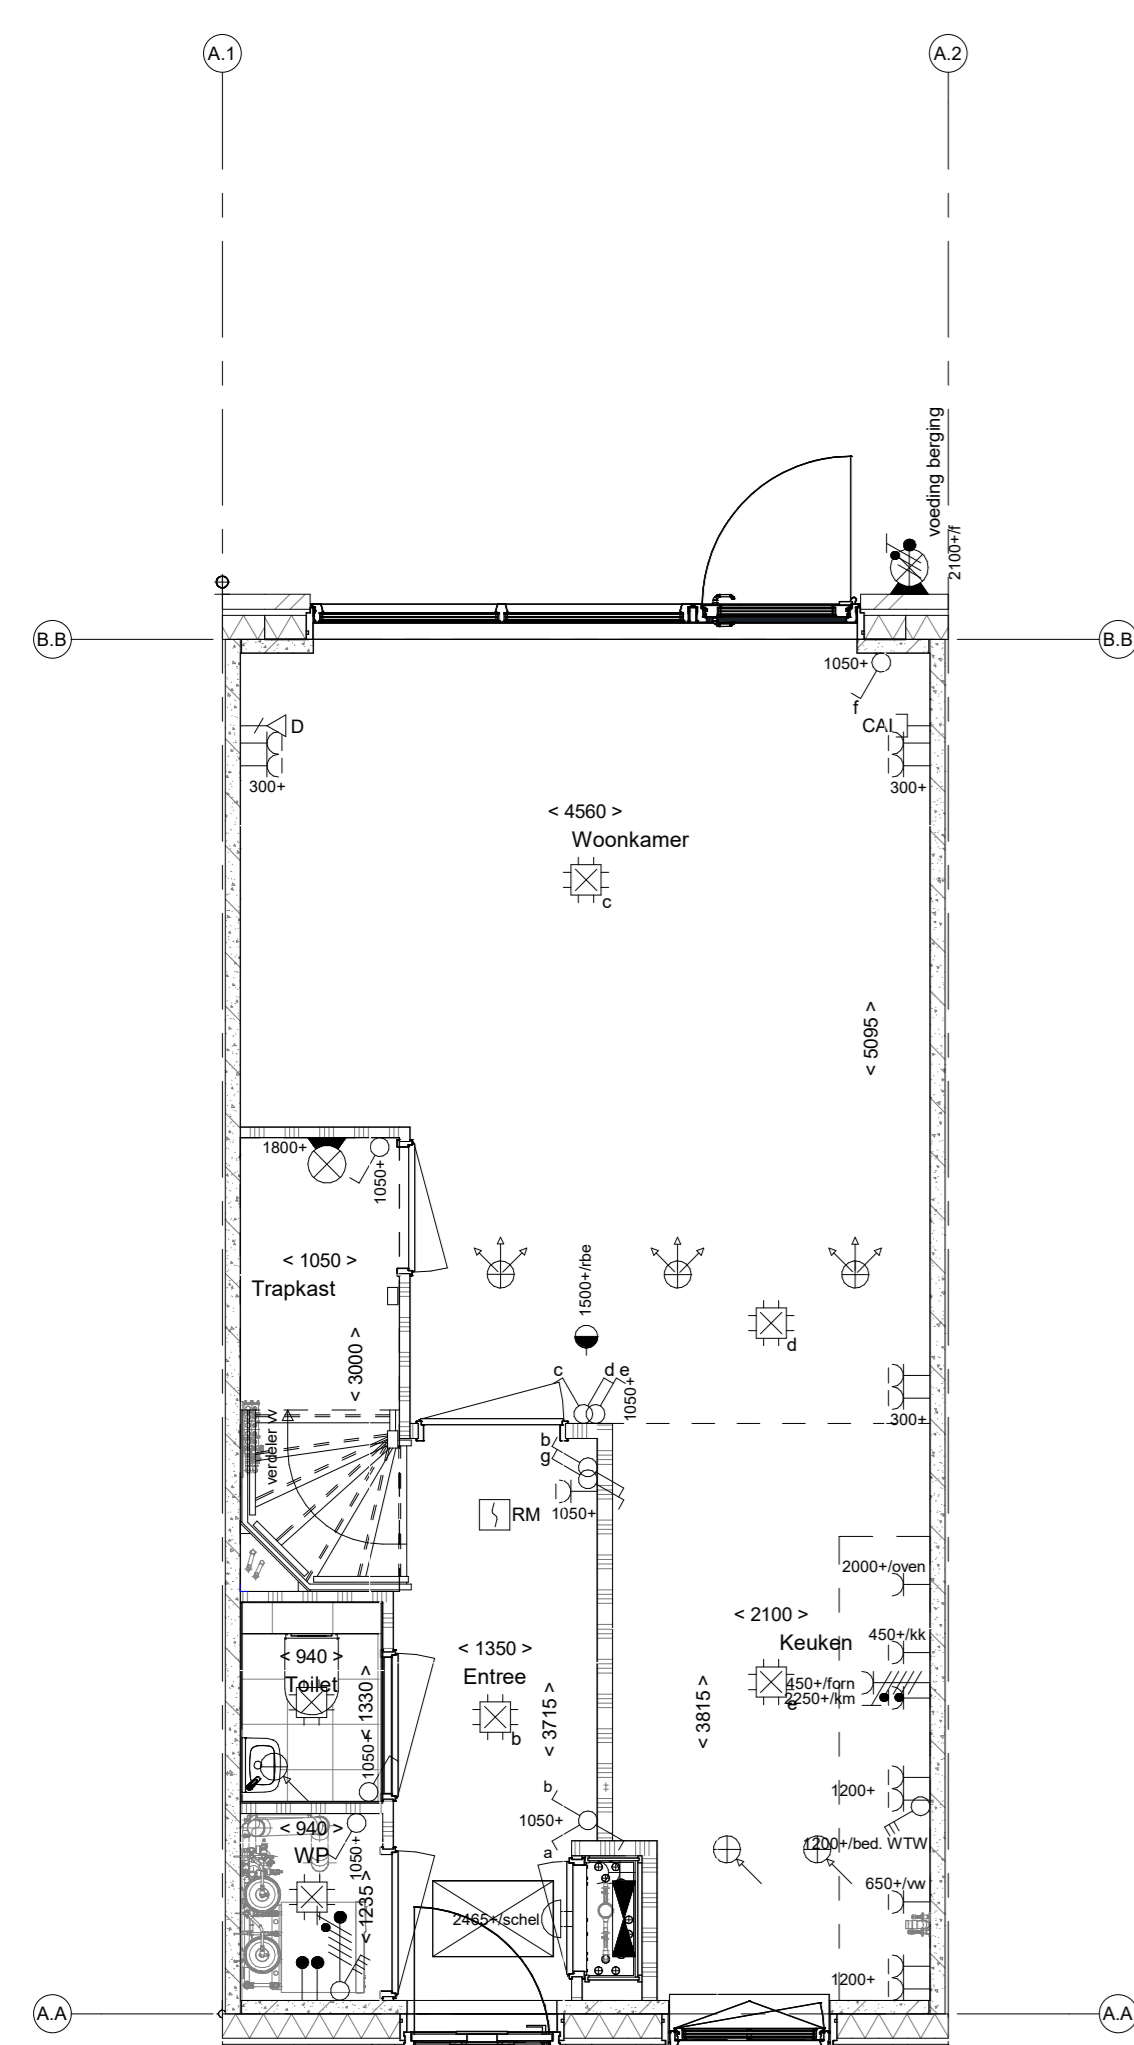 A.1
A.2
voeding berging
2100+/f
B.B
B.B
1050+
f
D
CAI
300+
300+
< 4560 >
Woonkamer
c
< 5095 >
1800+
1050+
< 1050 >
Trapkast
1500+/rbe
< 3000 >
d
c
d e
1050+
300+
verdeler VV
b
g
1050+
RM
2000+/oven
< 2100 >
Keuken
450+/kk
< 1350 >
Entree
< 940 >
Toilet
450+/forn
2250+/km
e
< 1330 >
< 3715 >
< 3815 >
b
1050+
b
1050+
a
1200+
< 940 >
WP
1050+
1200+/bed. WTW
650+/vw
< 1235 >
2465+/schel
1200+
A.A
A.A